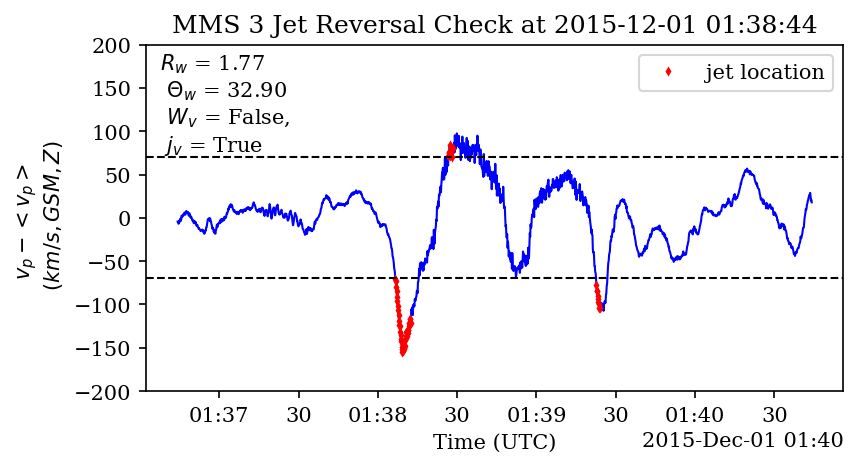 MMS 3 Jet Reversal Check at 2015-12-01 01:38:44
200
150
100
50
0
−50
−100
−150
−200
v_p − < v_p >
(km/s, GSM, Z)
R_w = 1.77
Θ_w = 32.90
W_v = False,
j_v = True
jet location
01:37 30 01:38 30 01:39 30 01:40 30
Time (UTC)
2015-Dec-01 01:40